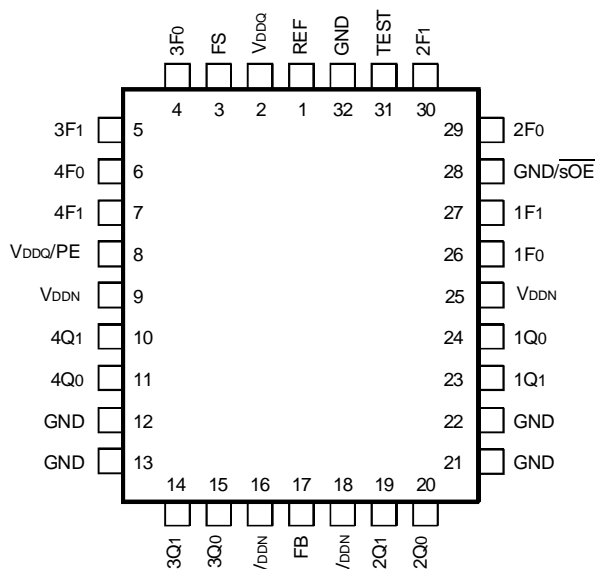 3F0 FS VDDQ REF GND TEST 2F1
4 3 2 1 32 31 30
3F1 5 29 2F0
4F0 6 28 GND/sOE
4F1 7 27 1F1
VDDQ/PE 8 26 1F0
VDDN 9 25 VDDN
4Q1 10 24 1Q0
4Q0 11 23 1Q1
GND 12 22 GND
GND 13 21 GND
14 15 16 17 18 19 20
3Q1 3Q0 VDDN FB VDDN 2Q1 2Q0